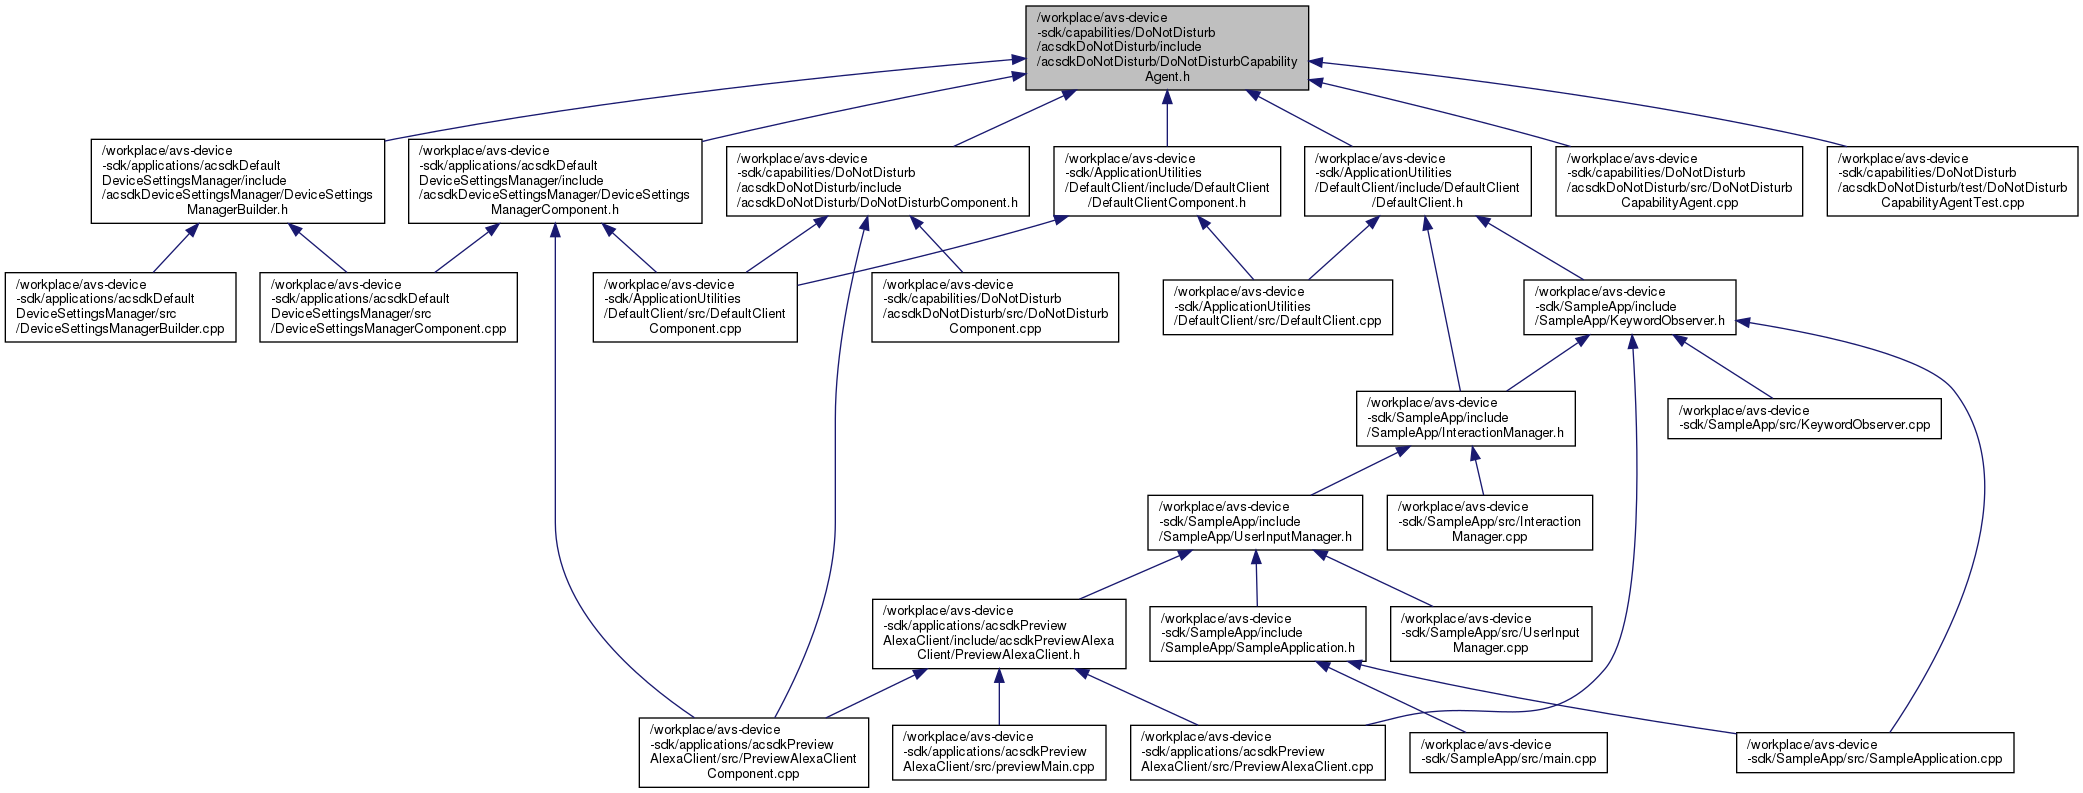 /workplace/avs-device
-sdk/capabilities/DoNotDisturb
/acsdkDoNotDisturb/include
/acsdkDoNotDisturb/DoNotDisturbCapability
Agent.h
/workplace/avs-device
-sdk/applications/acsdkDefault
DeviceSettingsManager/include
/acsdkDeviceSettingsManager/DeviceSettings
ManagerBuilder.h
/workplace/avs-device
-sdk/applications/acsdkDefault
DeviceSettingsManager/include
/acsdkDeviceSettingsManager/DeviceSettings
ManagerComponent.h
/workplace/avs-device
-sdk/capabilities/DoNotDisturb
/acsdkDoNotDisturb/include
/acsdkDoNotDisturb/DoNotDisturbComponent.h
/workplace/avs-device
-sdk/ApplicationUtilities
/DefaultClient/include/DefaultClient
/DefaultClientComponent.h
/workplace/avs-device
-sdk/ApplicationUtilities
/DefaultClient/include/DefaultClient
/DefaultClient.h
/workplace/avs-device
-sdk/capabilities/DoNotDisturb
/acsdkDoNotDisturb/src/DoNotDisturb
CapabilityAgent.cpp
/workplace/avs-device
-sdk/capabilities/DoNotDisturb
/acsdkDoNotDisturb/test/DoNotDisturb
CapabilityAgentTest.cpp
/workplace/avs-device
-sdk/applications/acsdkDefault
DeviceSettingsManager/src
/DeviceSettingsManagerBuilder.cpp
/workplace/avs-device
-sdk/applications/acsdkDefault
DeviceSettingsManager/src
/DeviceSettingsManagerComponent.cpp
/workplace/avs-device
-sdk/ApplicationUtilities
/DefaultClient/src/DefaultClient
Component.cpp
/workplace/avs-device
-sdk/capabilities/DoNotDisturb
/acsdkDoNotDisturb/src/DoNotDisturb
Component.cpp
/workplace/avs-device
-sdk/ApplicationUtilities
/DefaultClient/src/DefaultClient.cpp
/workplace/avs-device
-sdk/SampleApp/include
/SampleApp/KeywordObserver.h
/workplace/avs-device
-sdk/SampleApp/include
/SampleApp/InteractionManager.h
/workplace/avs-device
-sdk/SampleApp/src/KeywordObserver.cpp
/workplace/avs-device
-sdk/SampleApp/include
/SampleApp/UserInputManager.h
/workplace/avs-device
-sdk/SampleApp/src/Interaction
Manager.cpp
/workplace/avs-device
-sdk/applications/acsdkPreview
AlexaClient/include/acsdkPreviewAlexa
Client/PreviewAlexaClient.h
/workplace/avs-device
-sdk/SampleApp/include
/SampleApp/SampleApplication.h
/workplace/avs-device
-sdk/SampleApp/src/UserInput
Manager.cpp
/workplace/avs-device
-sdk/applications/acsdkPreview
AlexaClient/src/PreviewAlexaClient
Component.cpp
/workplace/avs-device
-sdk/applications/acsdkPreview
AlexaClient/src/previewMain.cpp
/workplace/avs-device
-sdk/applications/acsdkPreview
AlexaClient/src/PreviewAlexaClient.cpp
/workplace/avs-device
-sdk/SampleApp/src/main.cpp
/workplace/avs-device
-sdk/SampleApp/src/SampleApplication.cpp